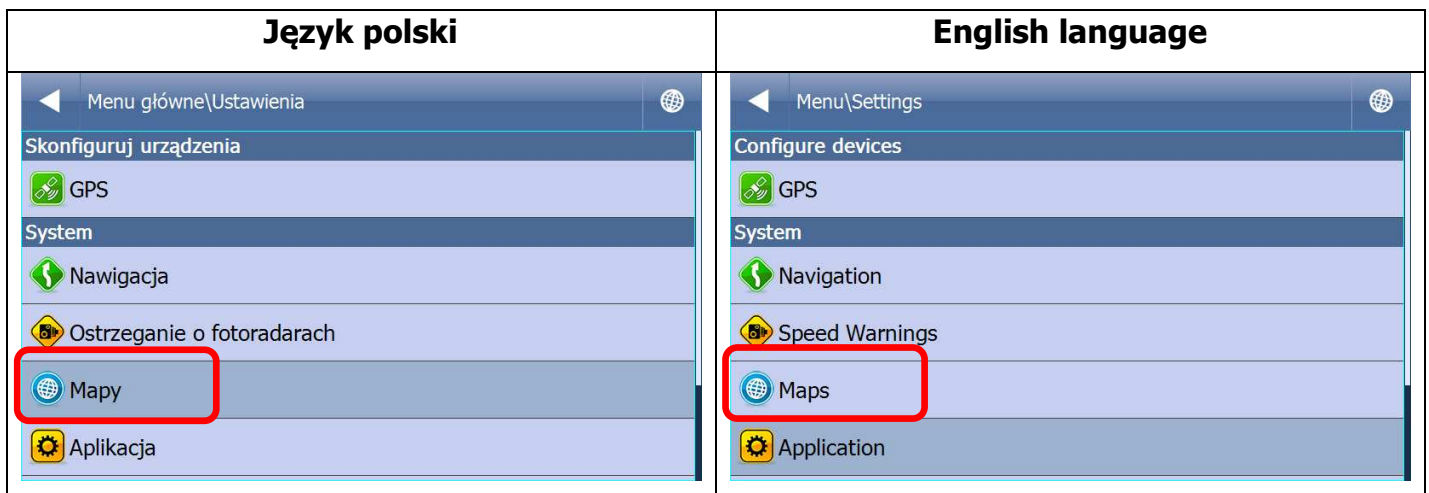 Język polski
Menu główne\Ustawienia
Skonfiguruj urządzenia
GPS
System
Nawigacja
Ostrzeganie o fotoradarach
Mapy
Aplikacja
English language
Menu\Settings
Configure devices
GPS
System
Navigation
Speed Warnings
Maps
Application